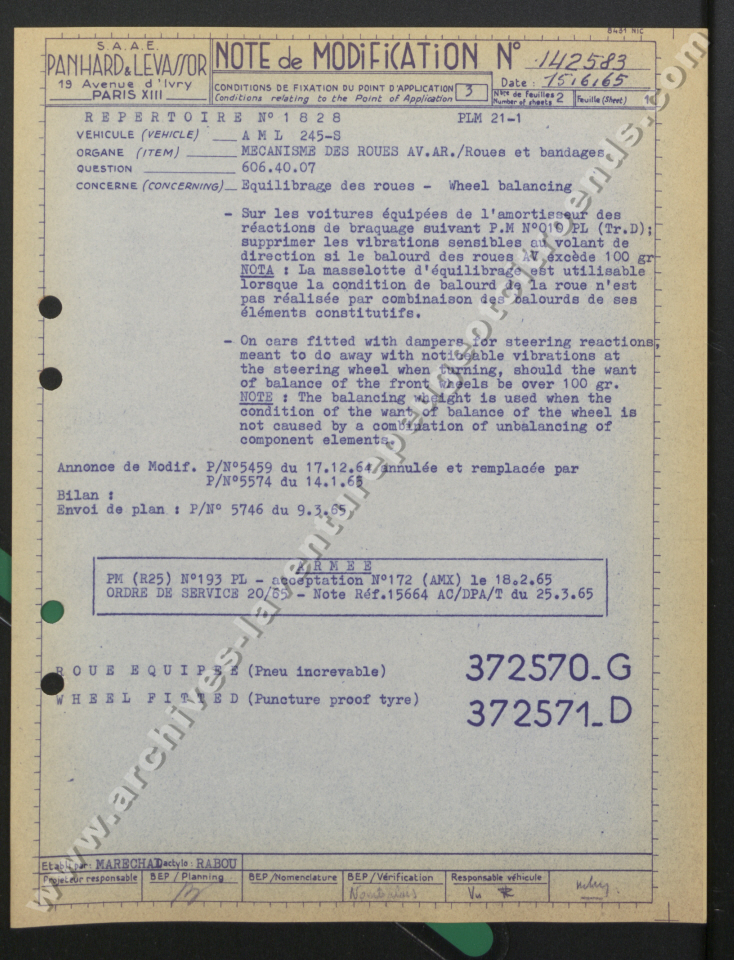 8481 NIC
S.A.A.E.
PANHARD & LEVASSOR
19 Avenue d'Ivry
PARIS XIII
NOTE de MODIFICATION N° 142583
CONDITIONS DE FIXATION DU POINT D'APPLICATION 3
Conditions relating to the Point of Application
Date : 15/6/65
Nbre de feuilles 2
Number of sheets
Feuille (Sheet) 1
REPERTOIRE N° 1828 PLM 21-1
VEHICULE (VEHICLE) AML 245-S
ORGANE (ITEM) MECANISME DES ROUES AV.AR./Roues et bandages
QUESTION 606.40.07
CONCERNE (CONCERNING) Equilibrage des roues - Wheel balancing
- Sur les voitures équipées de l'amortisseur des
réactions de braquage suivant P.M N°016 PL (Tr.D);
supprimer les vibrations sensibles au volant de
direction si le balourd des roues AV excède 100 gr
NOTA : La masselotte d'équilibrage est utilisable
lorsque la condition de balourd de la roue n'est
pas réalisée par combinaison des balourds de ses
éléments constitutifs.
- On cars fitted with dampers for steering reactions,
meant to do away with noticeable vibrations at
the steering wheel when turning, should the want
of balance of the front wheels be over 100 gr.
NOTE : The balancing weight is used when the
condition of the want of balance of the wheel is
not caused by a combination of unbalancing of
component elements.
Annonce de Modif. P/N°5459 du 17.12.64 annulée et remplacée par
P/N°5574 du 14.1.65
Bilan :
Envoi de plan : P/N° 5746 du 9.3.65
ARMEE
PM (R25) N°193 PL - acceptation N°172 (AMX) le 18.2.65
ORDRE DE SERVICE 20/65 - Note Réf.15664 AC/DPA/T du 25.3.65
ROUE EQUIPEE (Pneu increvable) 372570_G
WHEEL FITTED (Puncture proof tyre) 372571_D
Etabli par: MARECHAL Dactylo: RABOU
Projeteur responsable
BEP / Planning
BEP / Nomenclature
BEP / Vérification
Responsable véhicule
Vu
www.archives-laventurepeugeotcitroends.com